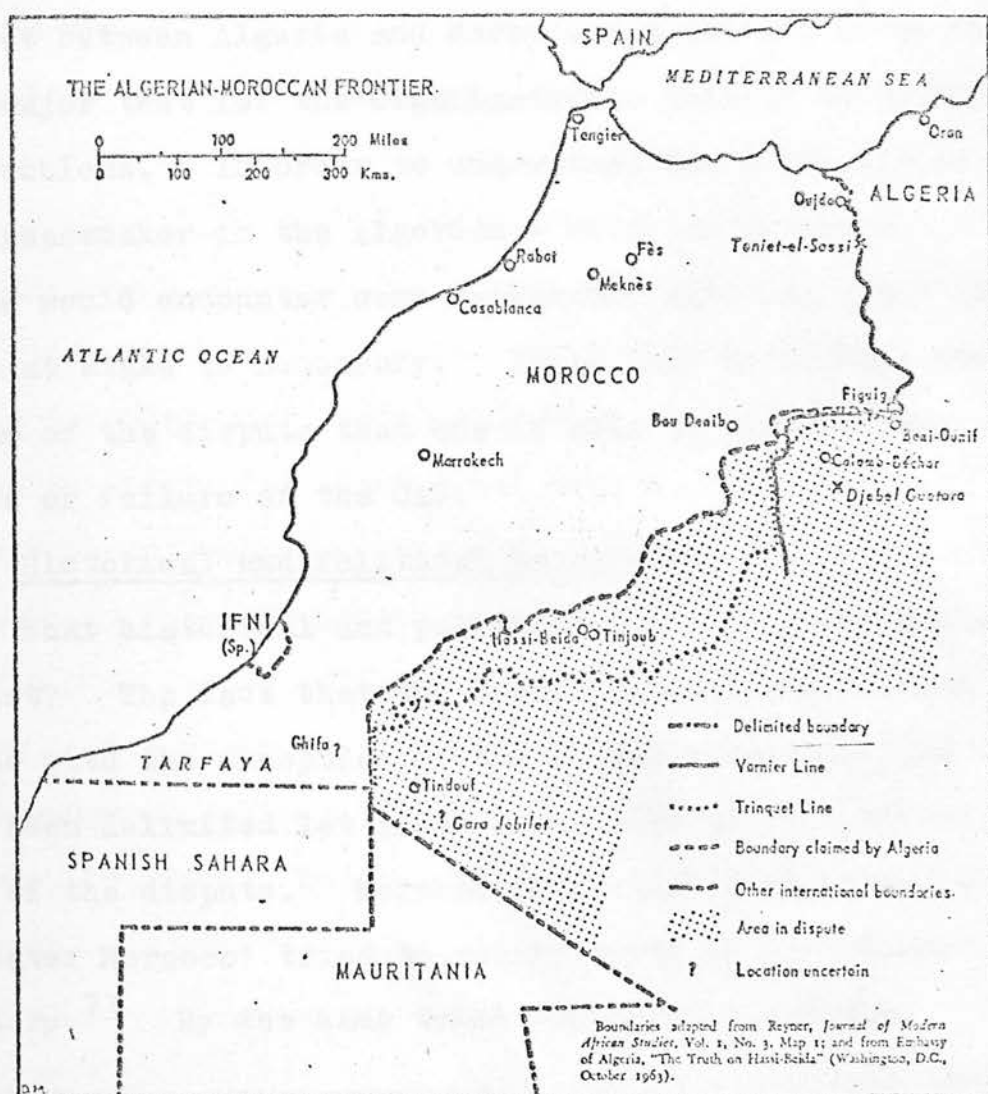 SPAIN
THE ALGERIAN-MOROCCAN FRONTIER
MEDITERRANEAN SEA
0 100 200 Miles
0 100 200 300 Kms.
Tangier
Oran
ALGERIA
Oujda
Teniet-el-Sassi
Rabat
Fès
Meknès
Casablanca
ATLANTIC OCEAN
MOROCCO
Figuig
Bou Denib
Beni-Ounif
Colomb-Béchar
Marrakech
Djebel Guetara
IFNI
(Sp.)
Hassi-Beida
Tinjoub
Delimited boundary
Ghifa ?
TARFAYA
Varnier Line
Tindouf
Trinquet Line
? Gara Jebilet
SPANISH SAHARA
Boundary claimed by Algeria
Other international boundaries
Area in dispute
MAURITANIA
? Location uncertain
Boundaries adapted from Reyner, Journal of Modern
African Studies, Vol. 1, No. 3, Map 1; and from Embassy
of Algeria, "The Truth on Hassi-Beida" (Washington, D.C.,
October 1963).